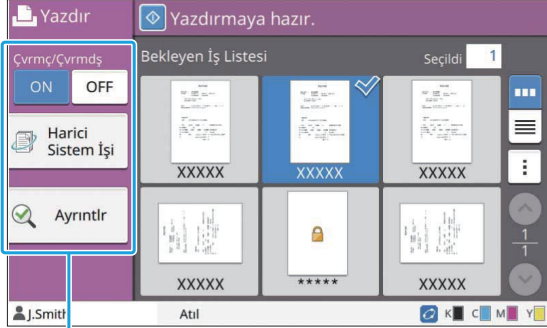 Yazdır
Yazdırmaya hazır.
Çvrmç/Çvrmdş
ON OFF
Harici
Sistem İşi
Ayrıntlr
Bekleyen İş Listesi
Seçildi 1
XXXXX XXXXX XXXXX
XXXXX ***** XXXXX
1
1
J.Smith
Atıl
K C M Y